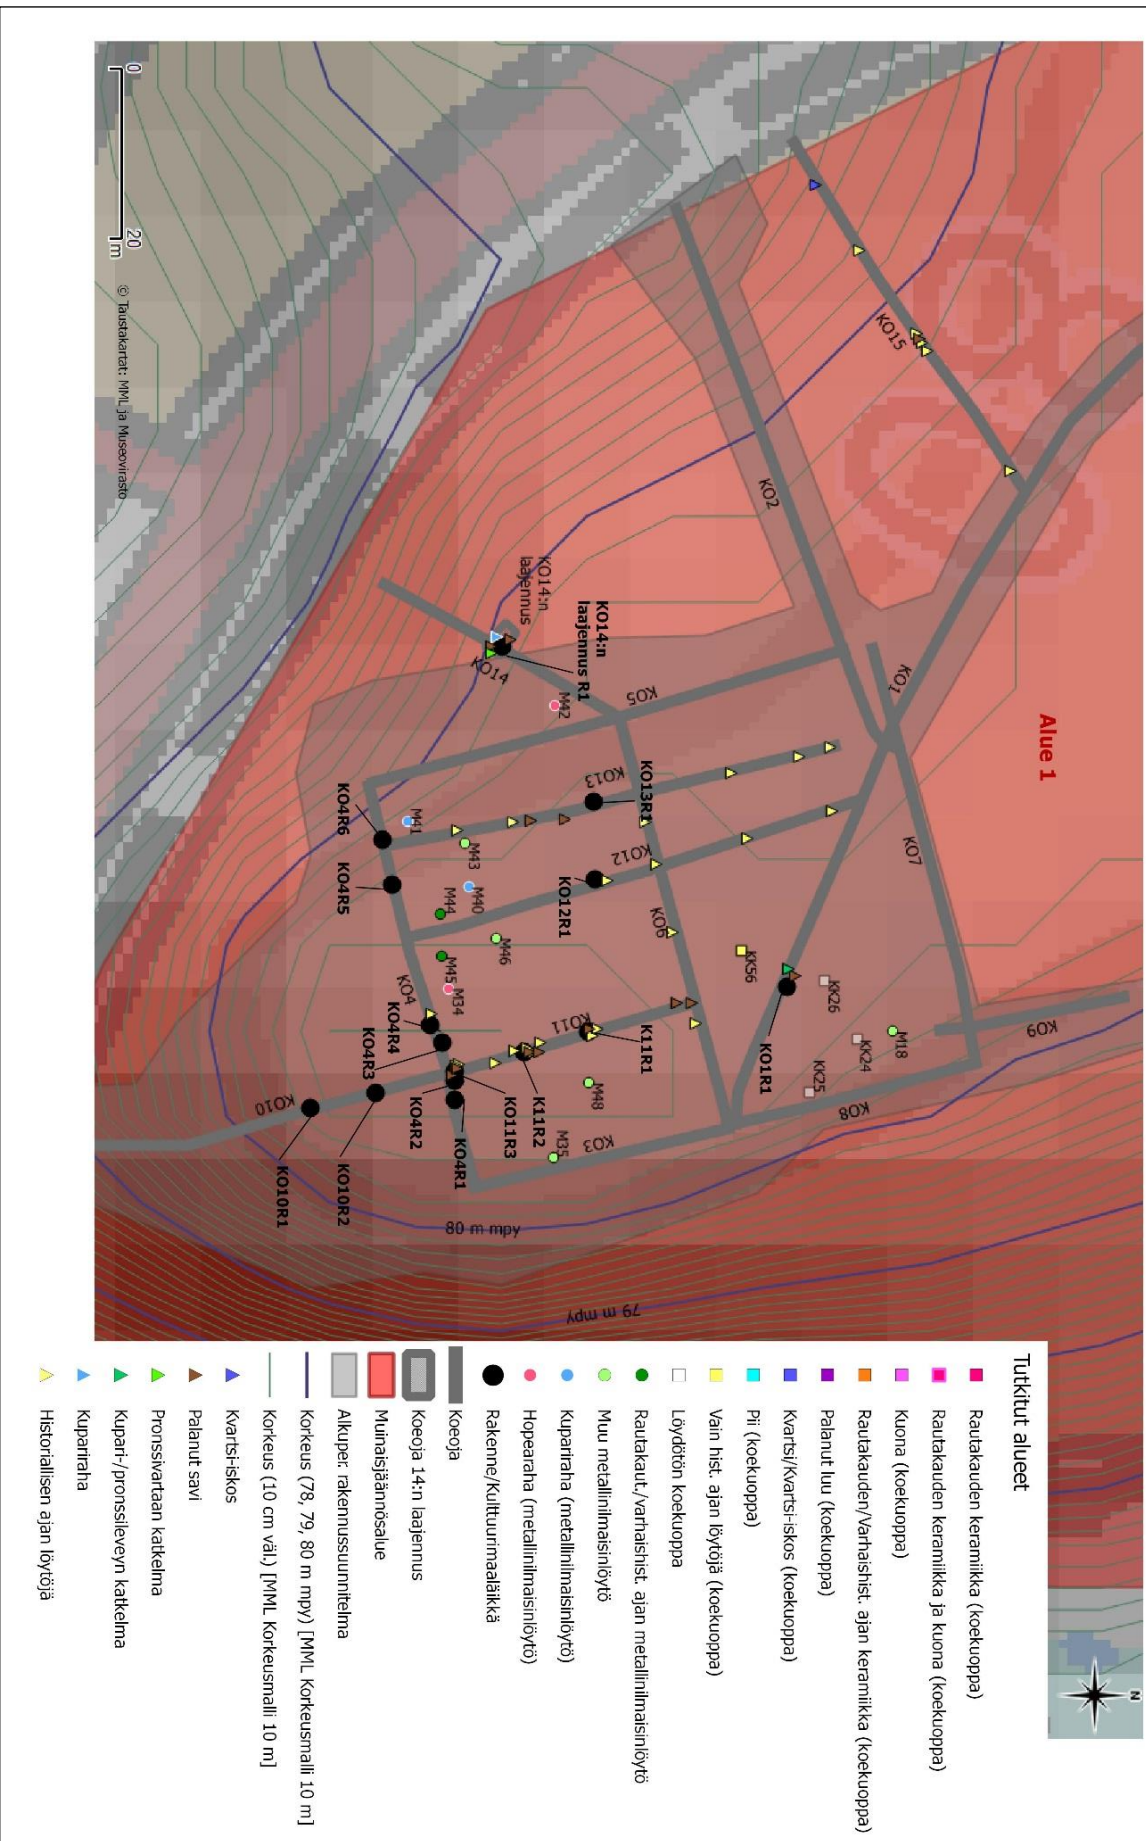 Alue 1
KO15
KO2
KO1
KO7
KO14:n
laajennus
KO14:n
laajennus R1
KO14
M42
KO5
KO13
KO13R1
KO12
KO12R1
KO6
KK56
KK26
KK24
KK25
M18
KO9
KO1R1
KO8
KO4R6
M41
KO4R5
M43
M40
M44
M46
M45
M34
KO4
KO4R4
KO4R3
KO11
K11R1
M48
K11R2
KO11R3
KO4R2
KO4R1
M35
KO3
KO10
KO10R2
KO10R1
80 m mpy
79 m mpy
0
20
m
© Taustakartat: MML ja Museovirasto
N
Tutkitut alueet
Rautakauden keramiikka (koekuoppa)
Rautakauden keramiikka ja kuona (koekuoppa)
Kuona (koekuoppa)
Rautakauden/Varhaishist. ajan keramiikka (koekuoppa)
Palanut luu (koekuoppa)
Kvartsi/Kvartsi-iskos (koekuoppa)
Pii (koekuoppa)
Vain hist. ajan löytöjä (koekuoppa)
Löydötön koekuoppa
Rautakaut./varhaishist. ajan metallinilmaisinlöytö
Muu metallinilmaisinlöytö
Kupariraha (metallinilmaisinlöytö)
Hopearaha (metallinilmaisinlöytö)
Rakenne/Kulttuurimaaläikkä
Koeoja
Koeoja 14:n laajennus
Muinaisjäännösalue
Alkuper. rakennussuunnitelma
Korkeus (78, 79, 80 m mpy) [MML Korkeusmalli 10 m]
Korkeus (10 cm väl.) [MML Korkeusmalli 10 m]
Kvartsi-iskos
Palanut savi
Pronssivartaan katkelma
Kupari-/pronssilevyn katkelma
Kupariraha
Historiallisen ajan löytöjä